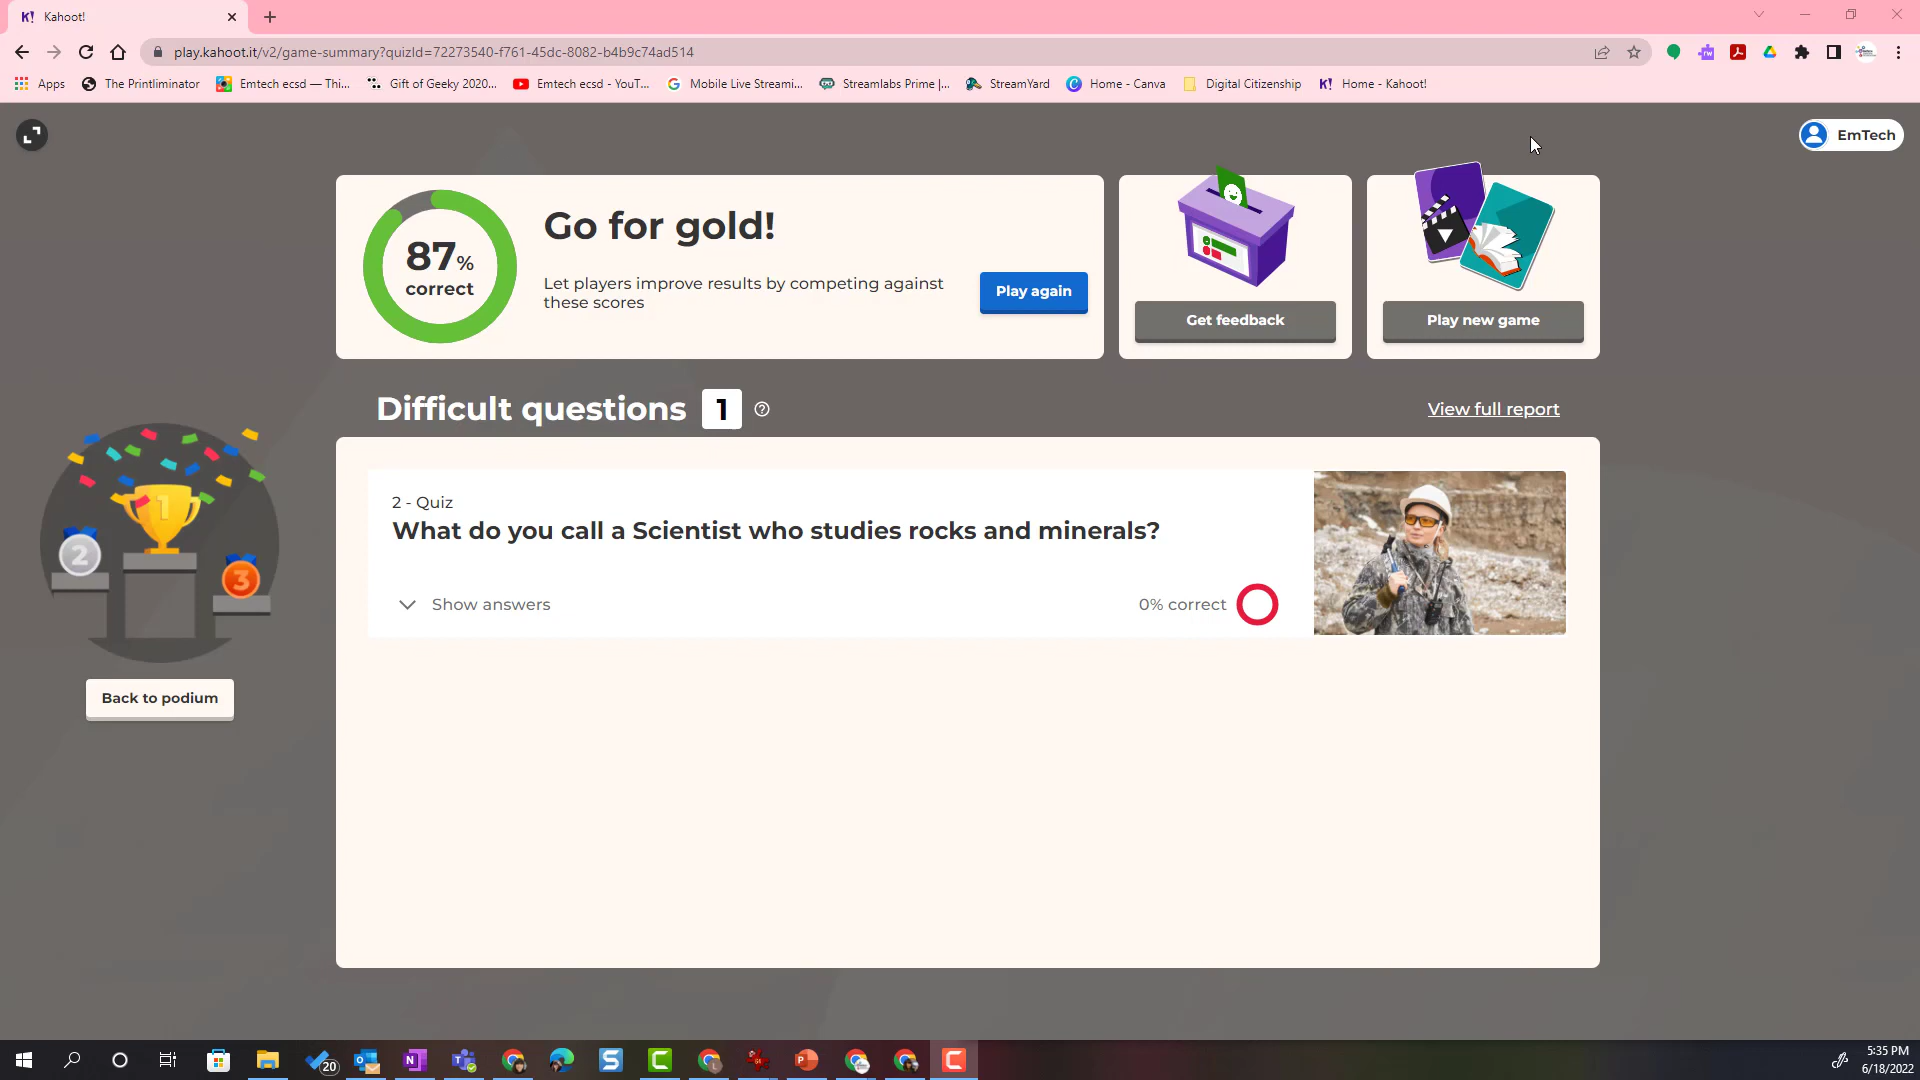 K! Kahoot!
play.kahoot.it/v2/game-summary?quizId=72273540-f761-45dc-8082-b4b9c74ad514
Apps The Printliminator Emtech ecsd — Thi... Gift of Geeky 2020... Emtech ecsd - YouT... Mobile Live Streami... Streamlabs Prime |... StreamYard Home - Canva Digital Citizenship K! Home - Kahoot!
EmTech
87%
correct
Go for gold!
Let players improve results by competing against
these scores
Play again
Get feedback
Play new game
Difficult questions 1
View full report
2 - Quiz
What do you call a Scientist who studies rocks and minerals?
Show answers
0% correct
1
2
3
Back to podium
20
5:35 PM
6/18/2022